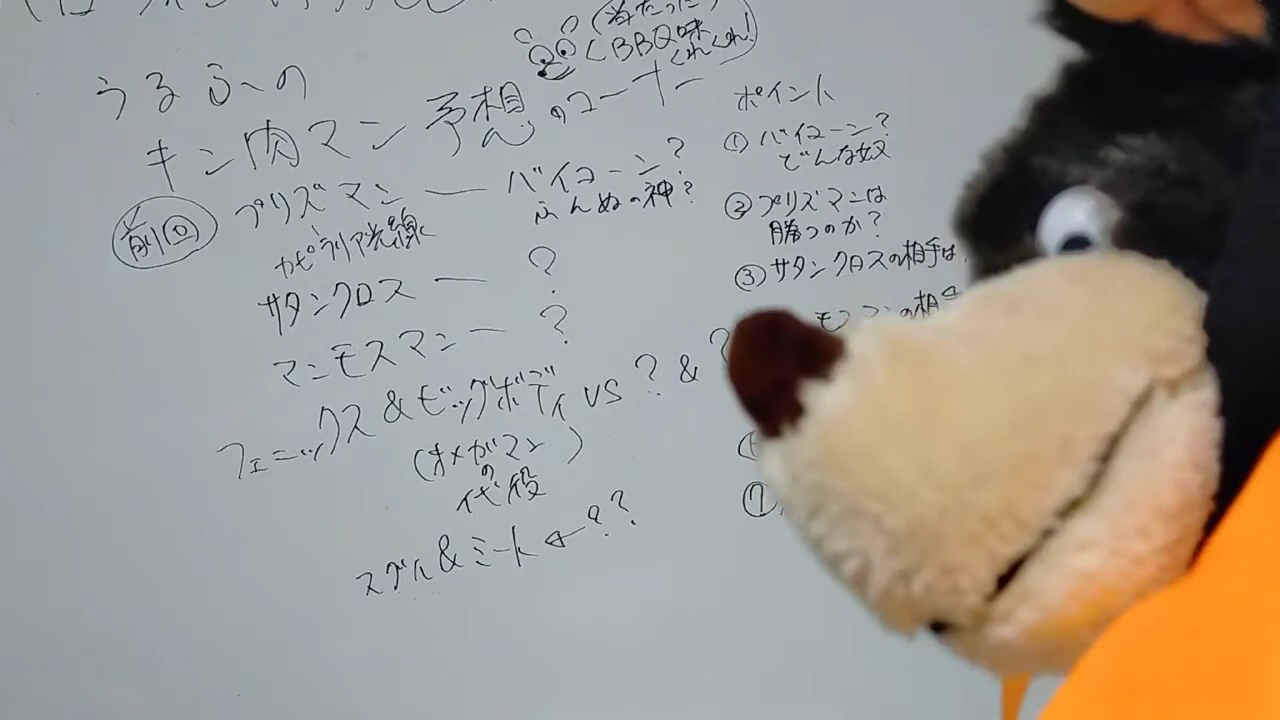 当たったら
BBQ味
くれくれ!
うるふの
キン肉マン予想のコーナー
前回
プリズマン ― バイコーン?
ふんぬの神?
カピラリア光線
サタンクロス ― ?
マンモスマン ― ?
フェニックス&ビッグボディ VS ?&?
(オメガマン
の
代役)
スグル&ミート ← ??
ポイント
① バイコーン?
どんな奴
② プリズマンは
勝つのか?
③ サタンクロスの相手は
の相手
⑦